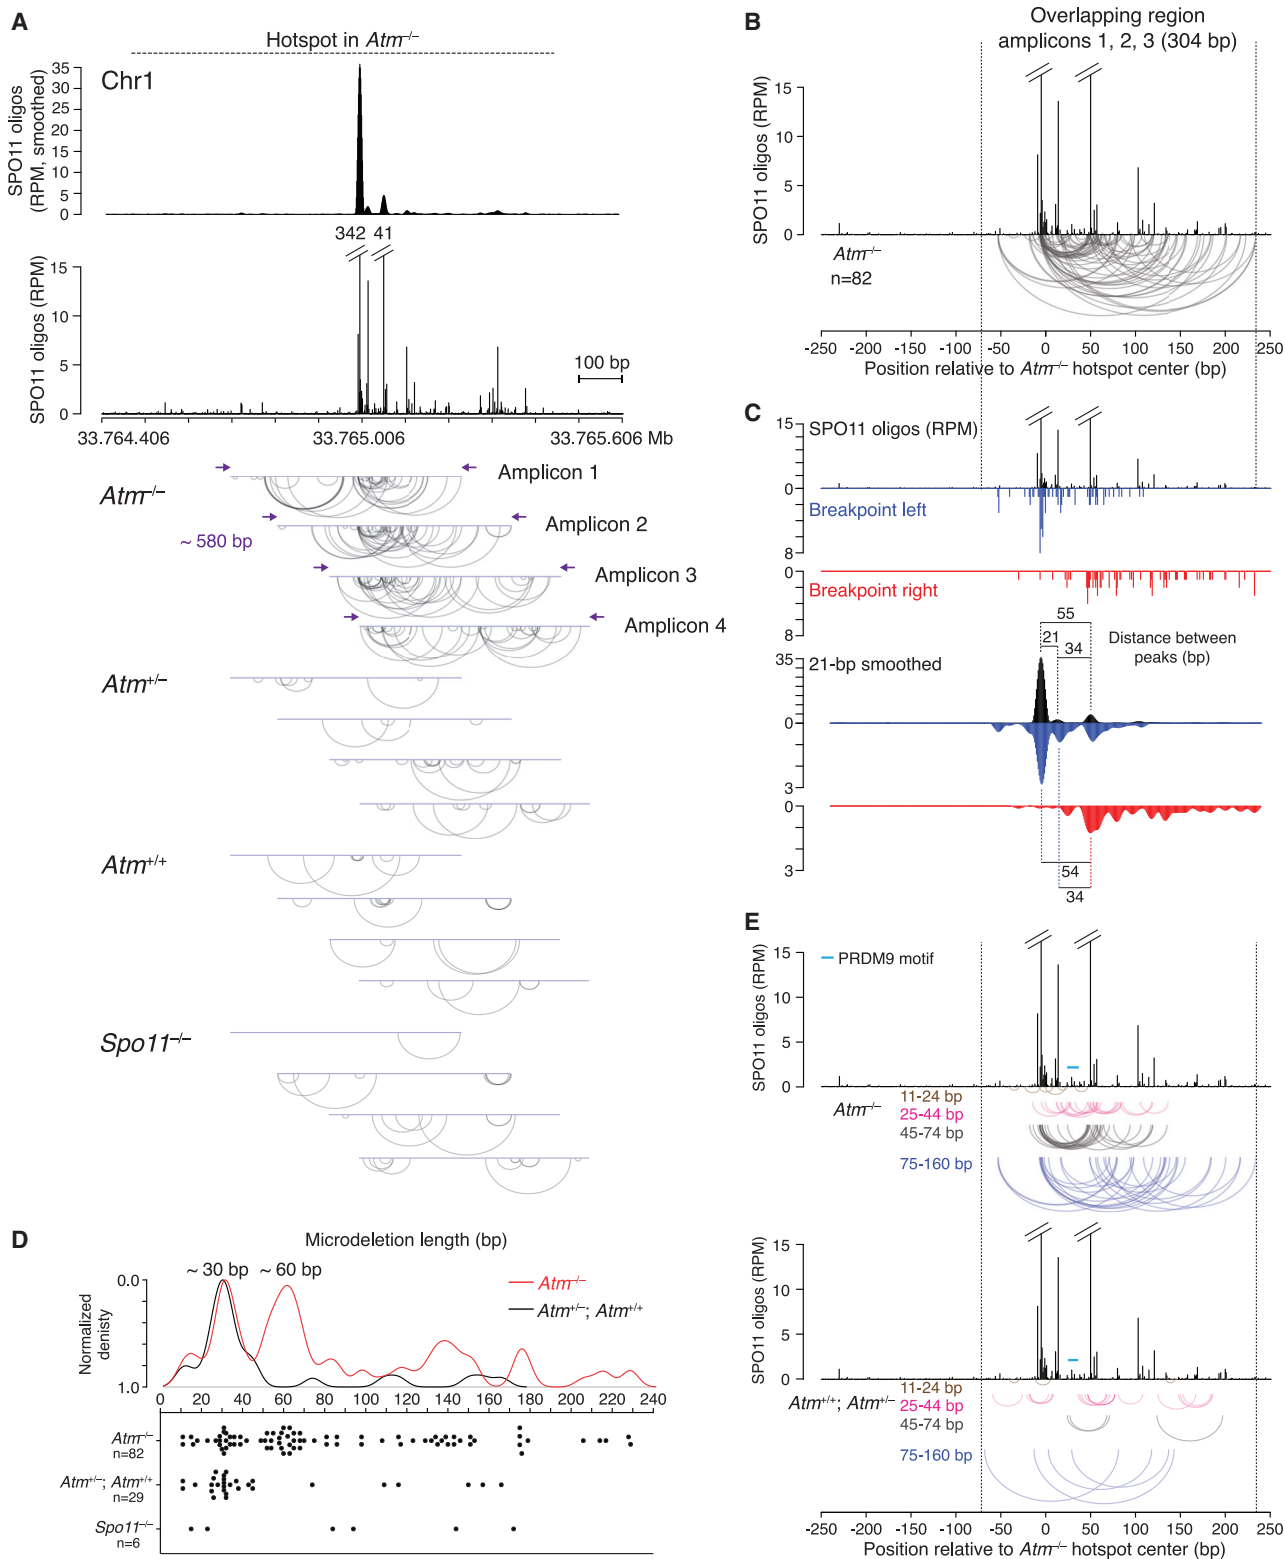 A
Hotspot in Atm–/–
Chr1
SPO11 oligos
(RPM, smoothed)
35
30
25
20
15
10
5
0
342 41
SPO11 oligos (RPM)
15
10
5
0
100 bp
33.764.406 33.765.006 33.765.606 Mb
Atm–/–
Amplicon 1
Amplicon 2
~ 580 bp
Amplicon 3
Amplicon 4
Atm+/–
Atm+/+
Spo11–/–
B
Overlapping region
amplicons 1, 2, 3 (304 bp)
SPO11 oligos (RPM)
15
10
5
0
Atm–/–
n=82
-250 -200 -150 -100 -50 0 50 100 150 200 250
Position relative to Atm–/– hotspot center (bp)
C
15
SPO11 oligos (RPM)
0
0
Breakpoint left
8
0
Breakpoint right
8
55
21
34
Distance between
peaks (bp)
35
21-bp smoothed
0
0
3
0
3
54
34
D
Microdeletion length (bp)
~ 30 bp ~ 60 bp
Atm–/–
Atm+/–; Atm+/+
Normalized
denisty
0.0
1.0
0 20 40 60 80 100 120 140 160 180 200 220 240
Atm–/–
n=82
Atm+/–; Atm+/+
n=29
Spo11–/–
n=6
E
SPO11 oligos (RPM)
15
10
5
0
PRDM9 motif
Atm–/–
11-24 bp
25-44 bp
45-74 bp
75-160 bp
SPO11 oligos (RPM)
15
10
5
0
Atm+/+; Atm+/–
11-24 bp
25-44 bp
45-74 bp
75-160 bp
-250 -200 -150 -100 -50 0 50 100 150 200 250
Position relative to Atm–/– hotspot center (bp)